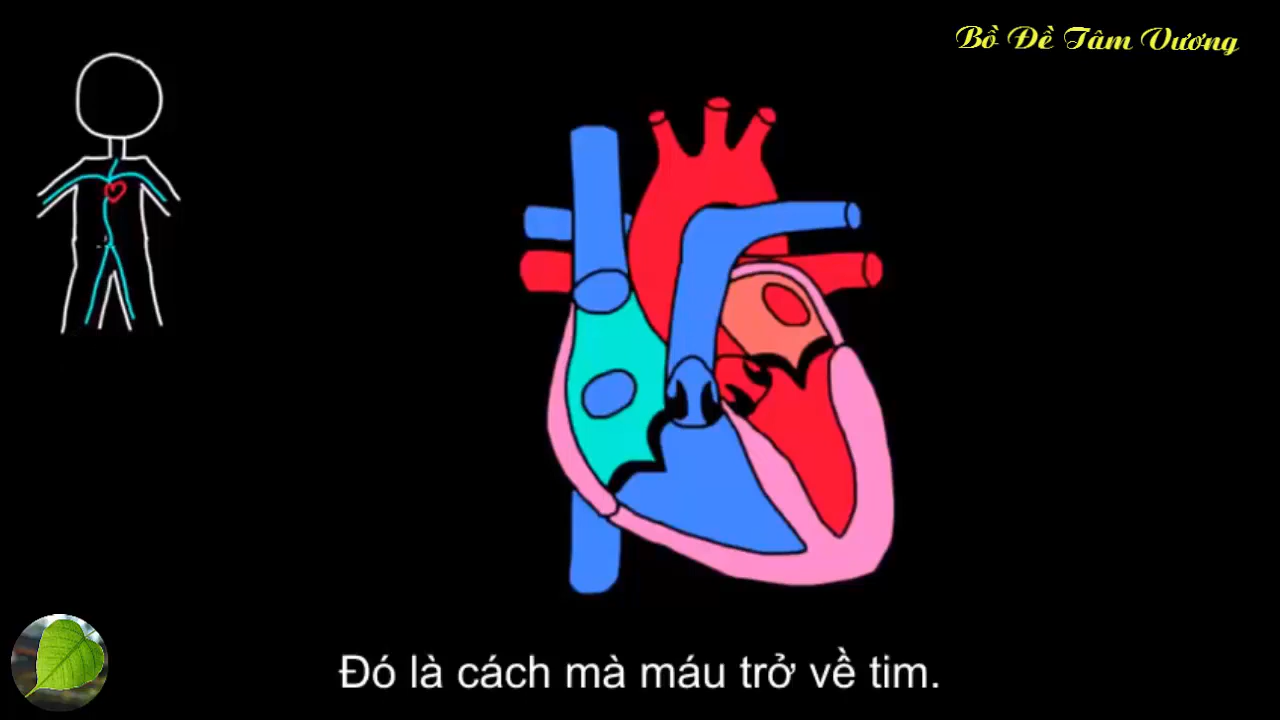 Bồ Đề Tâm Vương
Đó là cách mà máu trở về tim.